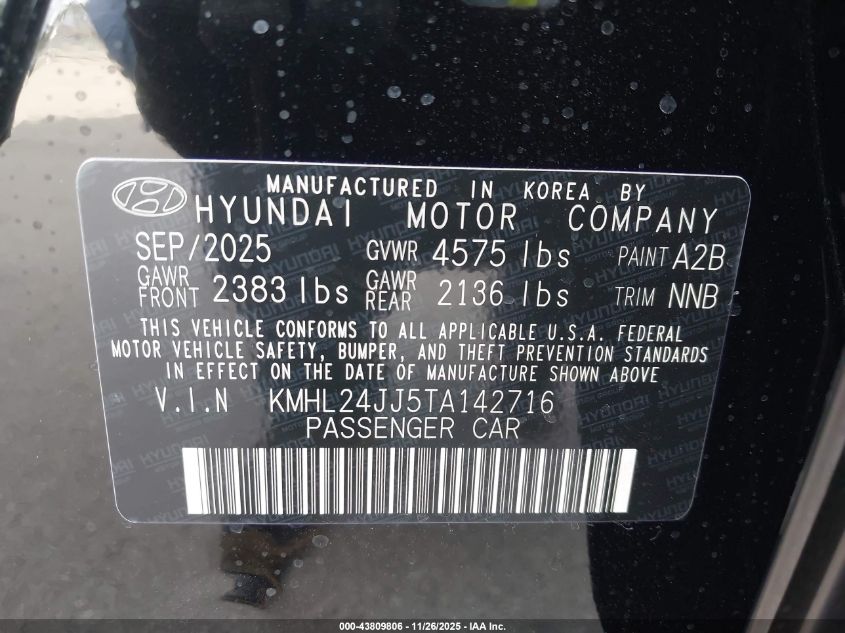 MANUFACTURED IN KOREA BY
HYUNDAI MOTOR COMPANY
SEP/2025 GVWR 4575 lbs PAINT A2B
GAWR FRONT 2383 lbs GAWR REAR 2136 lbs TRIM NNB
THIS VEHICLE CONFORMS TO ALL APPLICABLE U.S.A. FEDERAL
MOTOR VEHICLE SAFETY, BUMPER, AND THEFT PREVENTION STANDARDS
IN EFFECT ON THE DATE OF MANUFACTURE SHOWN ABOVE
V.I.N KMHL24JJ5TA142716
PASSENGER CAR
000-43809806 - 11/26/2025 - IAA Inc.